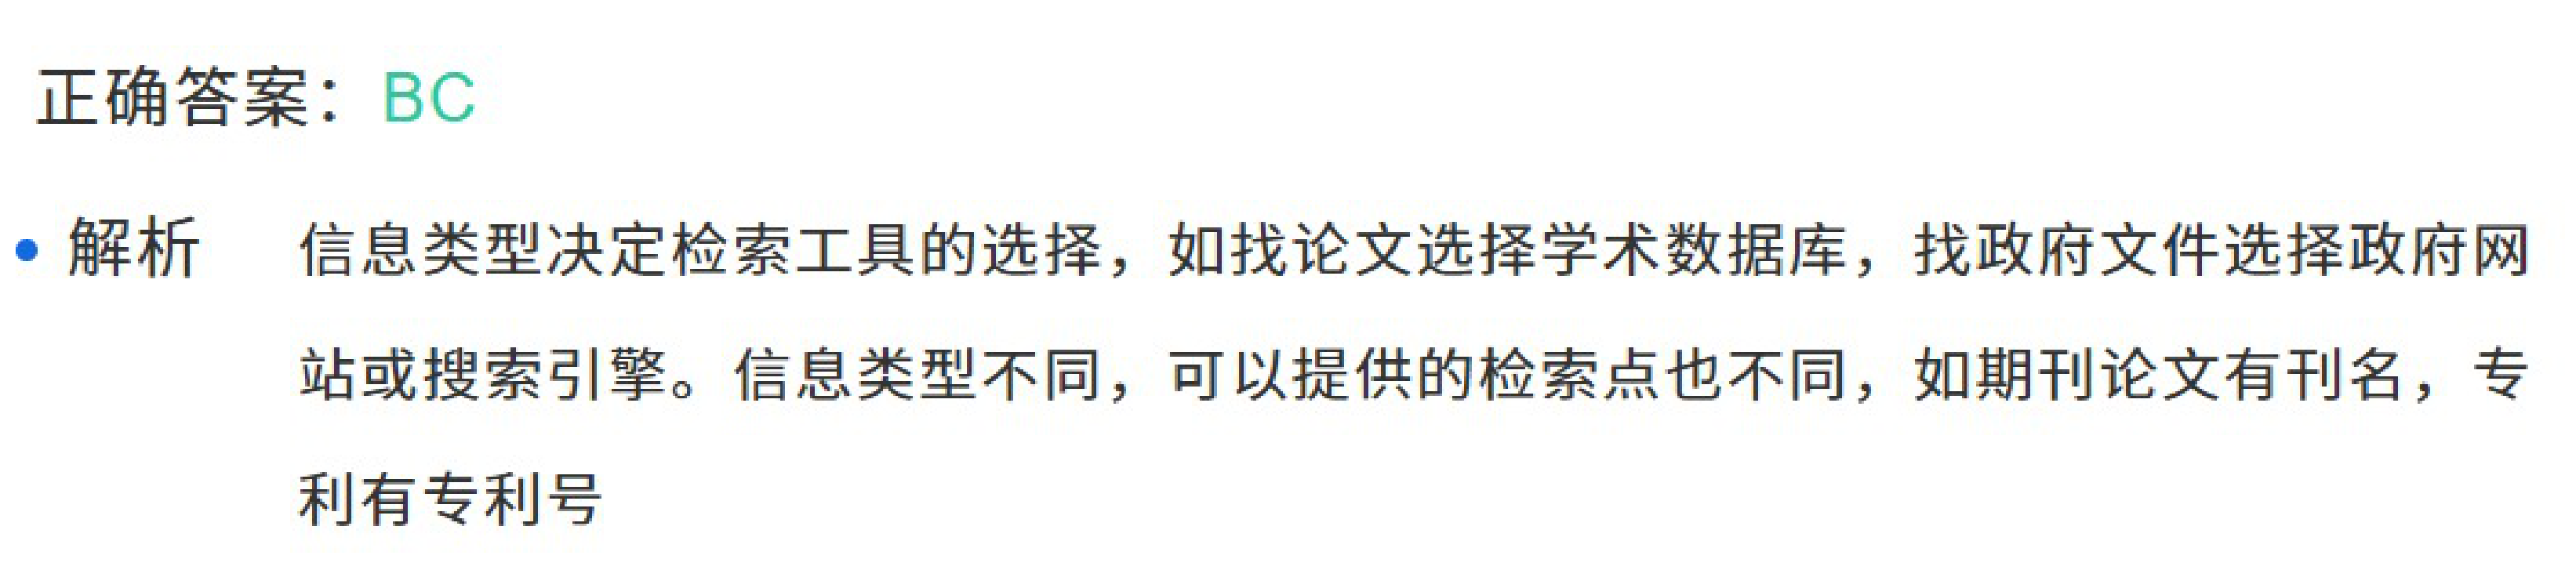 正确答案：BC
解析 信息类型决定检索工具的选择，如找论文选择学术数据库，找政府文件选择政府网
站或搜索引擎。信息类型不同，可以提供的检索点也不同，如期刊论文有刊名，专
利有专利号